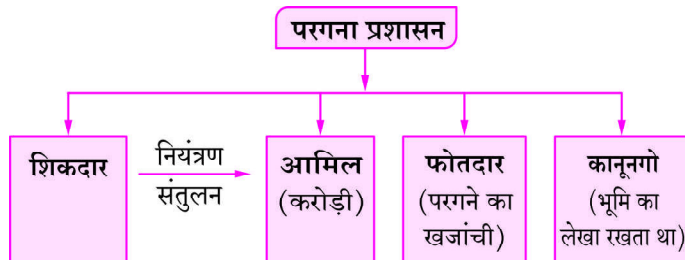 परगना प्रशासन
शिकदार
नियंत्रण
संतुलन
आमिल
(करोड़ी)
फोतदार
(परगने का
खजांची)
कानूनगो
(भूमि का
लेखा रखता था)